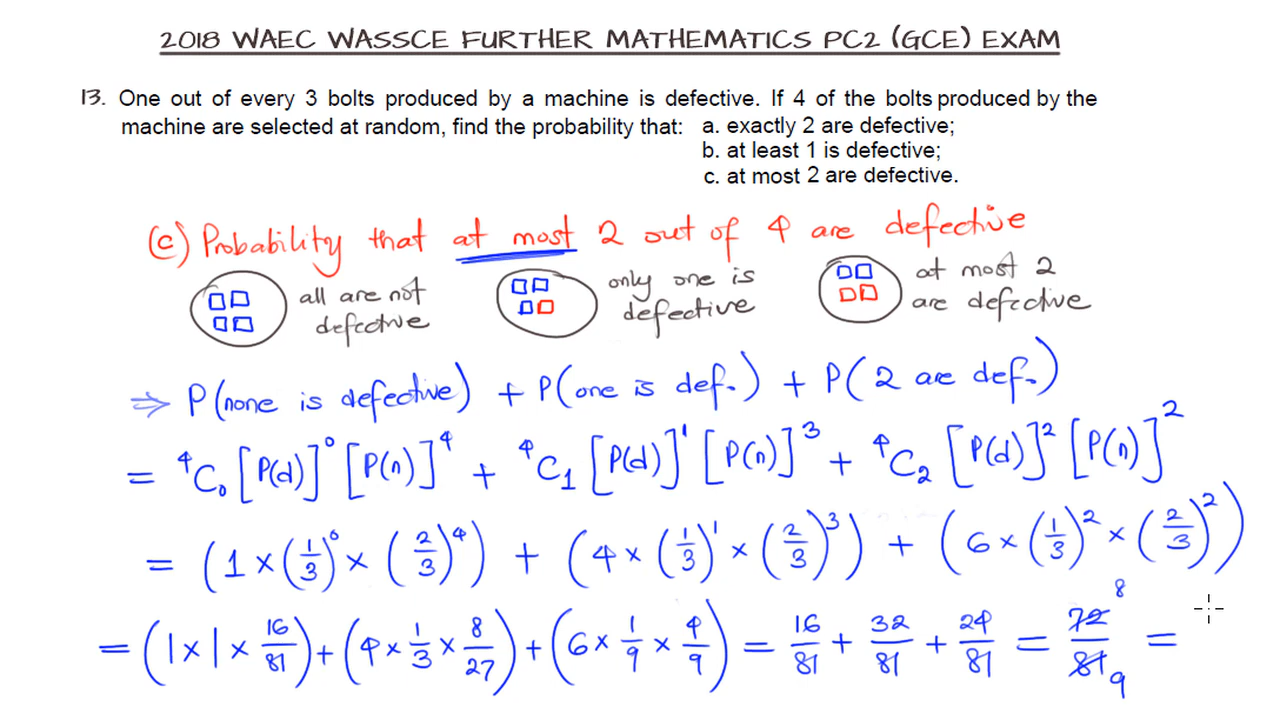 2018 WAEC WASSCE FURTHER MATHEMATICS PC2 (GCE) EXAM
13. One out of every 3 bolts produced by a machine is defective. If 4 of the bolts produced by the
machine are selected at random, find the probability that: a. exactly 2 are defective;
b. at least 1 is defective;
c. at most 2 are defective.
(c) Probability that at most 2 out of 4 are defective
all are not defective
only one is defective
at most 2 are defective
⇒ P(none is defective) + P(one is def.) + P(2 are def.)
= ⁴C₀ [P(d)]⁰ [P(n)]⁴ + ⁴C₁ [P(d)]¹ [P(n)]³ + ⁴C₂ [P(d)]² [P(n)]²
= (1 × (1/3)⁰ × (2/3)⁴) + (4 × (1/3)¹ × (2/3)³) + (6 × (1/3)² × (2/3)²)
= (1 × 1 × 16/81) + (4 × 1/3 × 8/27) + (6 × 1/9 × 4/9) = 16/81 + 32/81 + 24/81 = 72/81 8 9 =